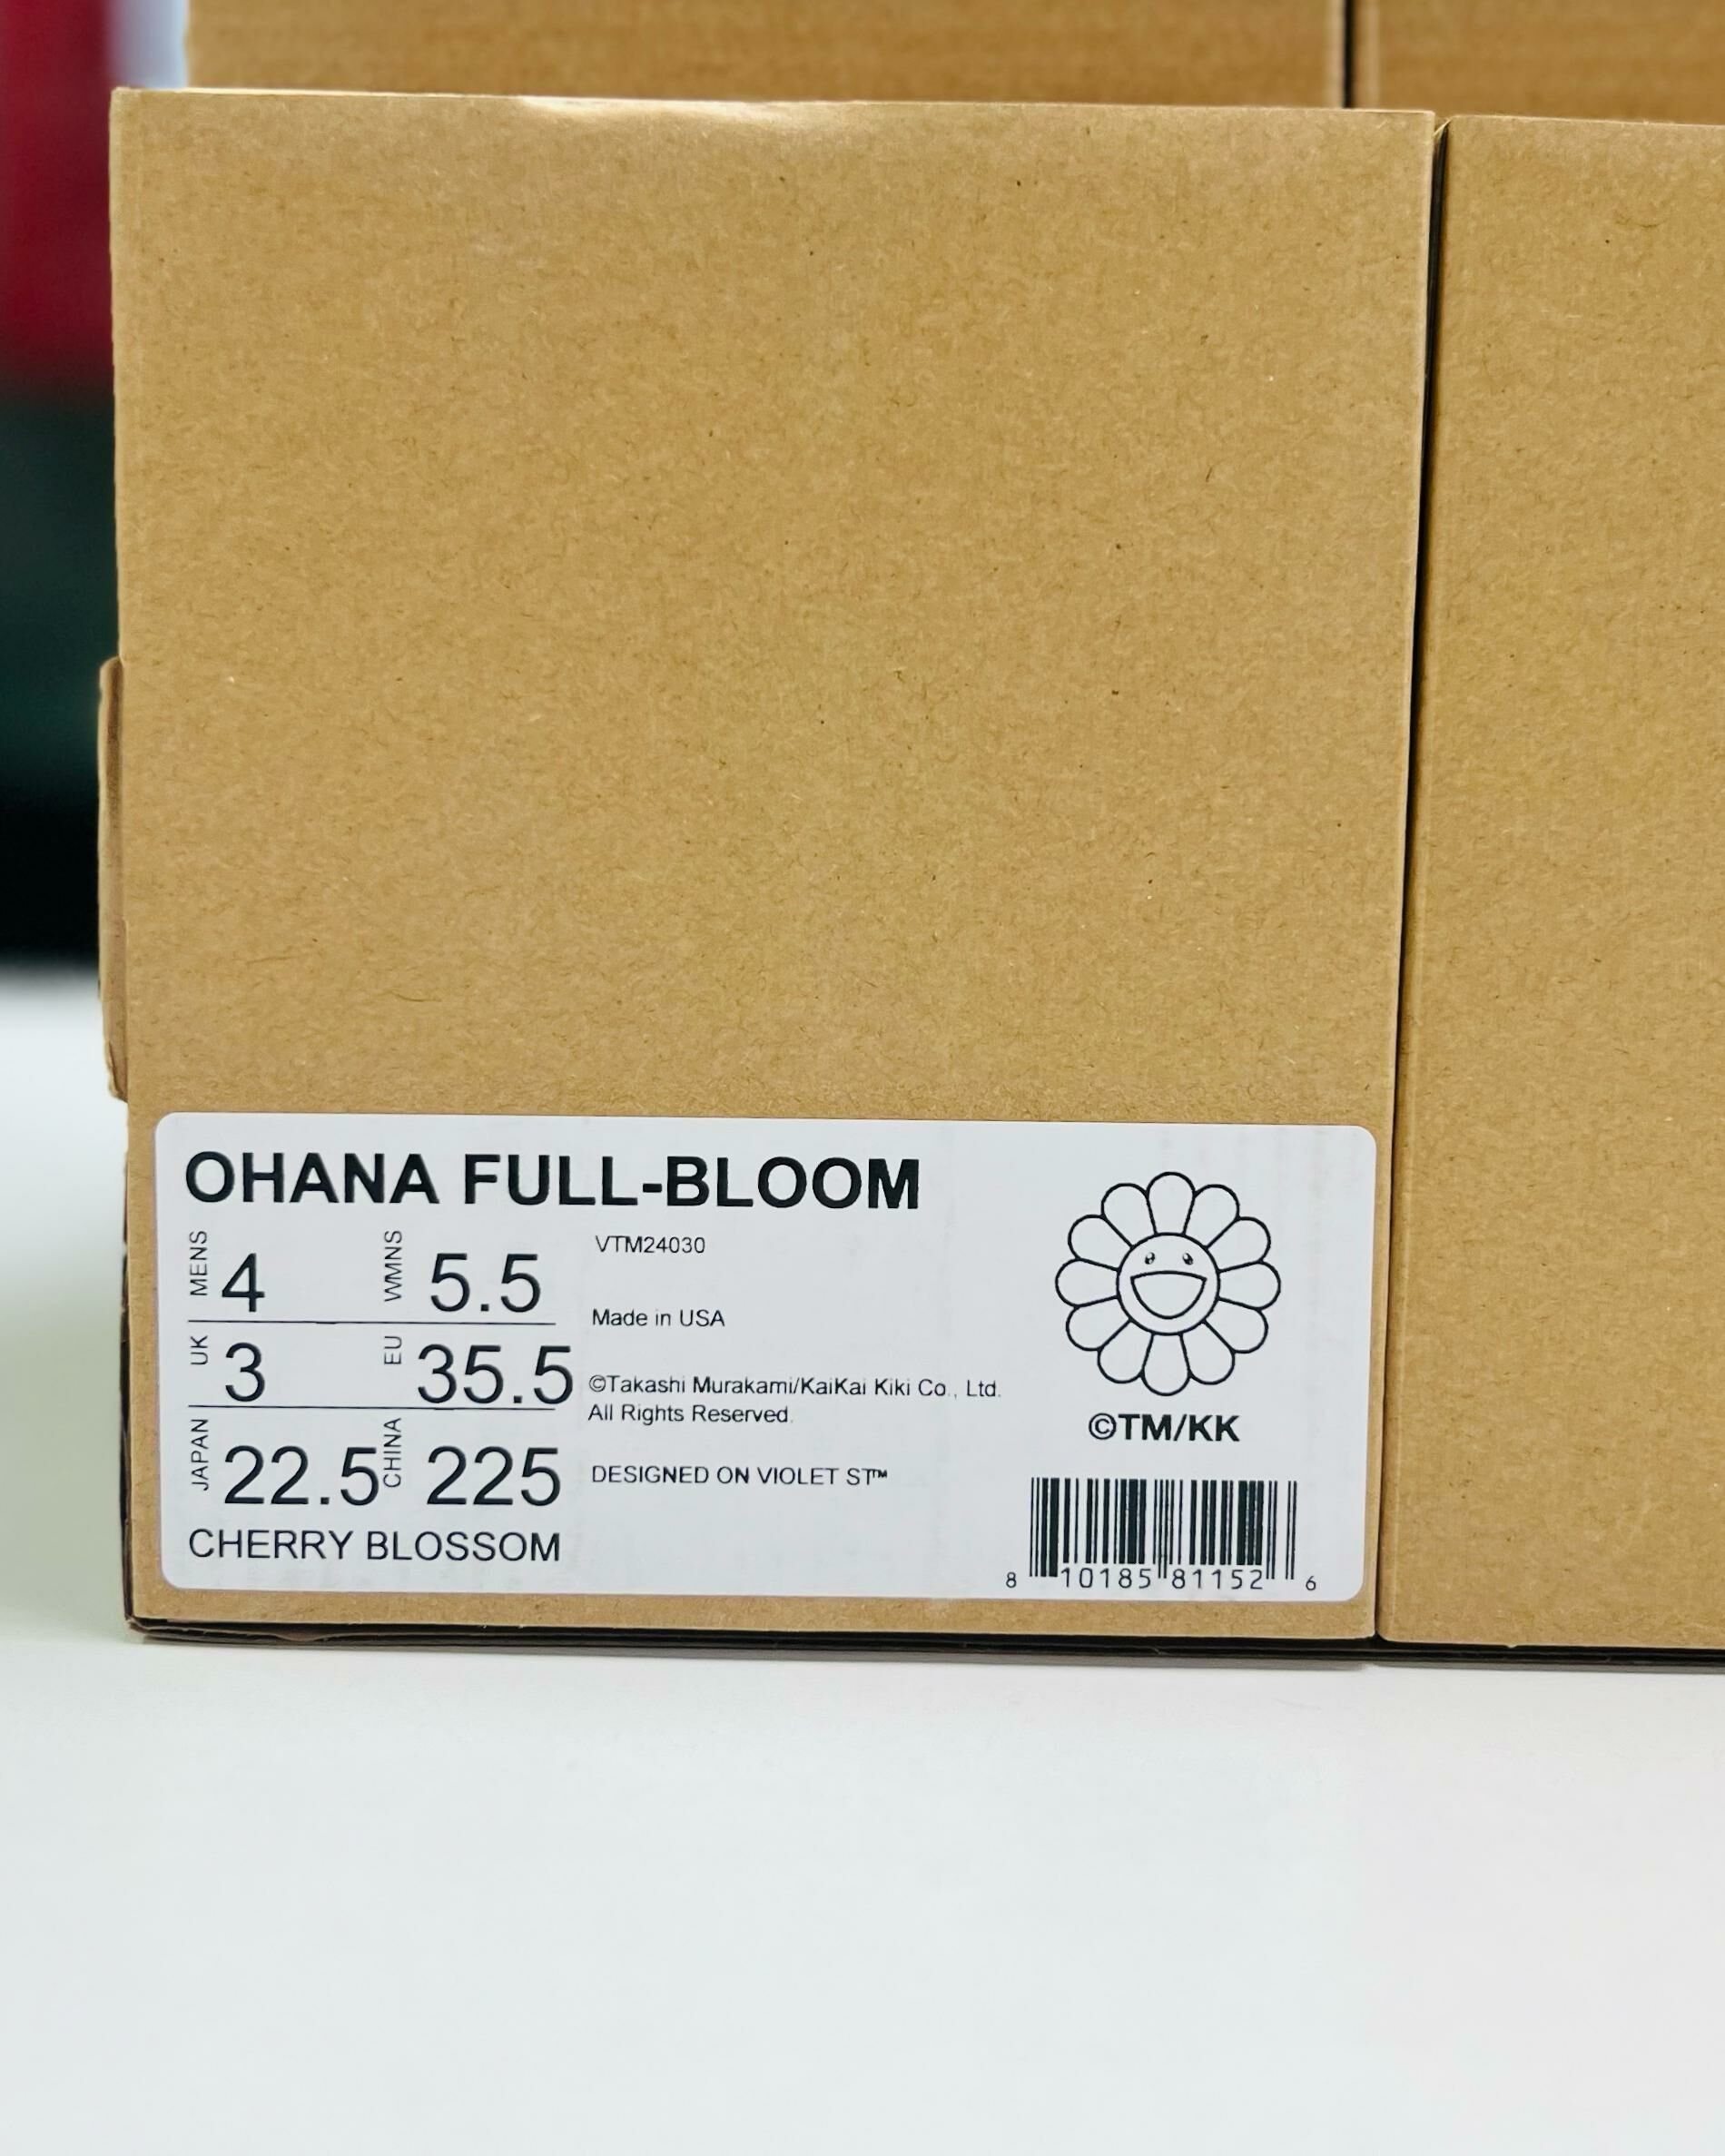 OHANA FULL-BLOOM
MENS 4 WMNS 5.5
UK 3 EU 35.5
JAPAN 22.5 CHINA 225
CHERRY BLOSSOM
VTM24030
Made in USA
©Takashi Murakami/KaiKai Kiki Co., Ltd.
All Rights Reserved.
DESIGNED ON VIOLET ST™
©TM/KK
8 10185 81152 6